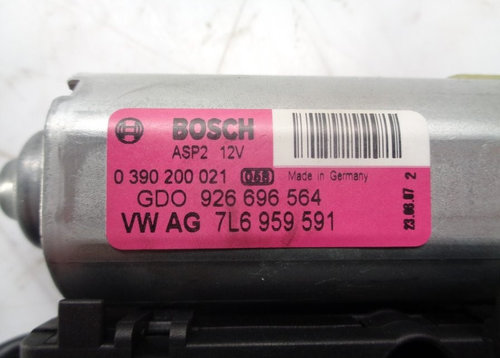 BOSCH
ASP2 12V
0 390 200 021 Made in Germany
GDO 926 696 564
VW AG 7L6 959 591
23.06.07 2